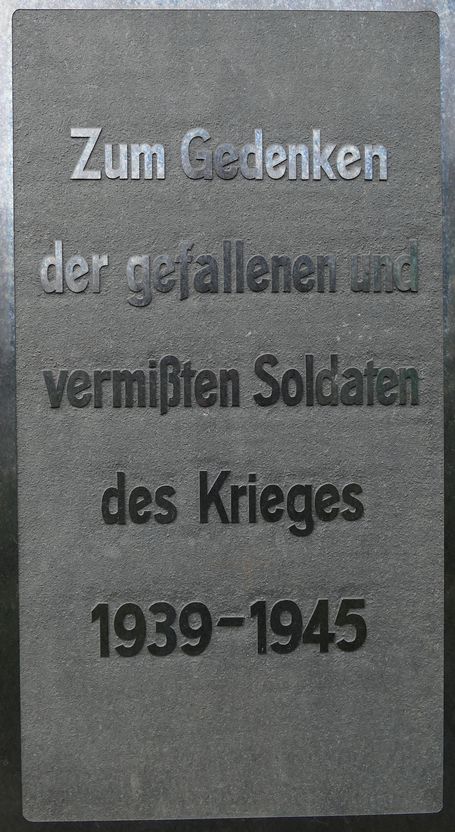 Zum Gedenken
der gefallenen und
vermißten Soldaten
des Krieges
1939-1945